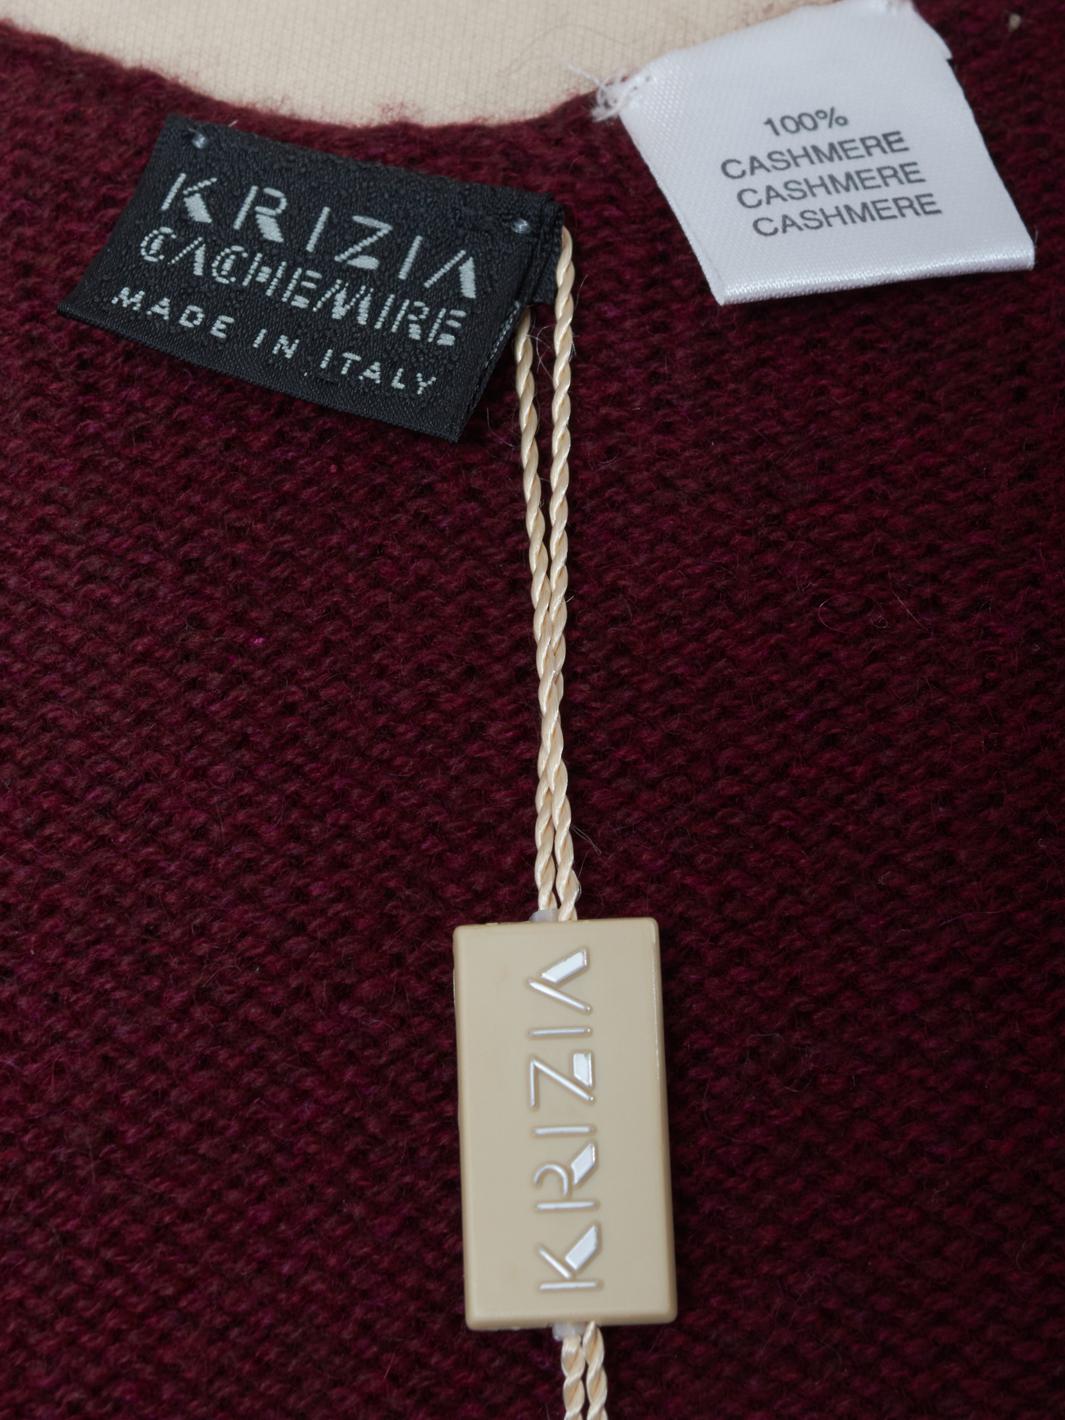 KRIZIA
CACHEMIRE
MADE IN ITALY
100%
CASHMERE
CASHMERE
CASHMERE
KRIZIA